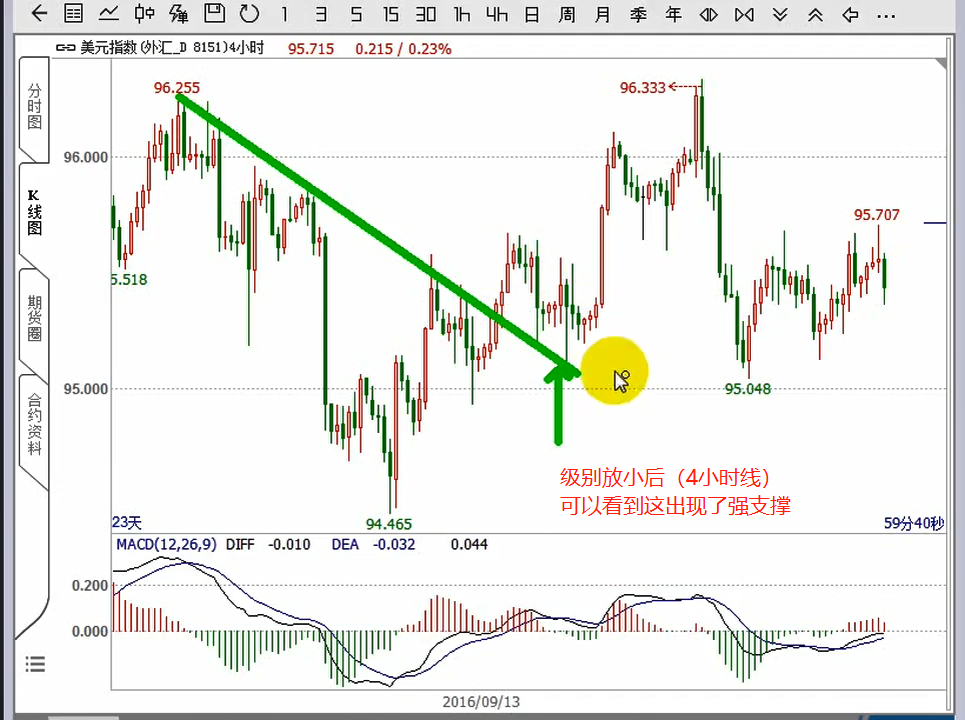 1 3 5 15 30 1h 4h 日 周 月 季 年 ...
美元指数(外汇_D 8151)4小时 95.715 0.215 / 0.23%
分时图
K线图
期货圈
合约资料
96.255
96.333
96.000
95.707
5.518
95.000
95.048
级别放小后（4小时线）
可以看到这出现了强支撑
94.465
23天
59分40秒
MACD(12,26,9) DIFF -0.010 DEA -0.032 0.044
0.200
0.000
2016/09/13